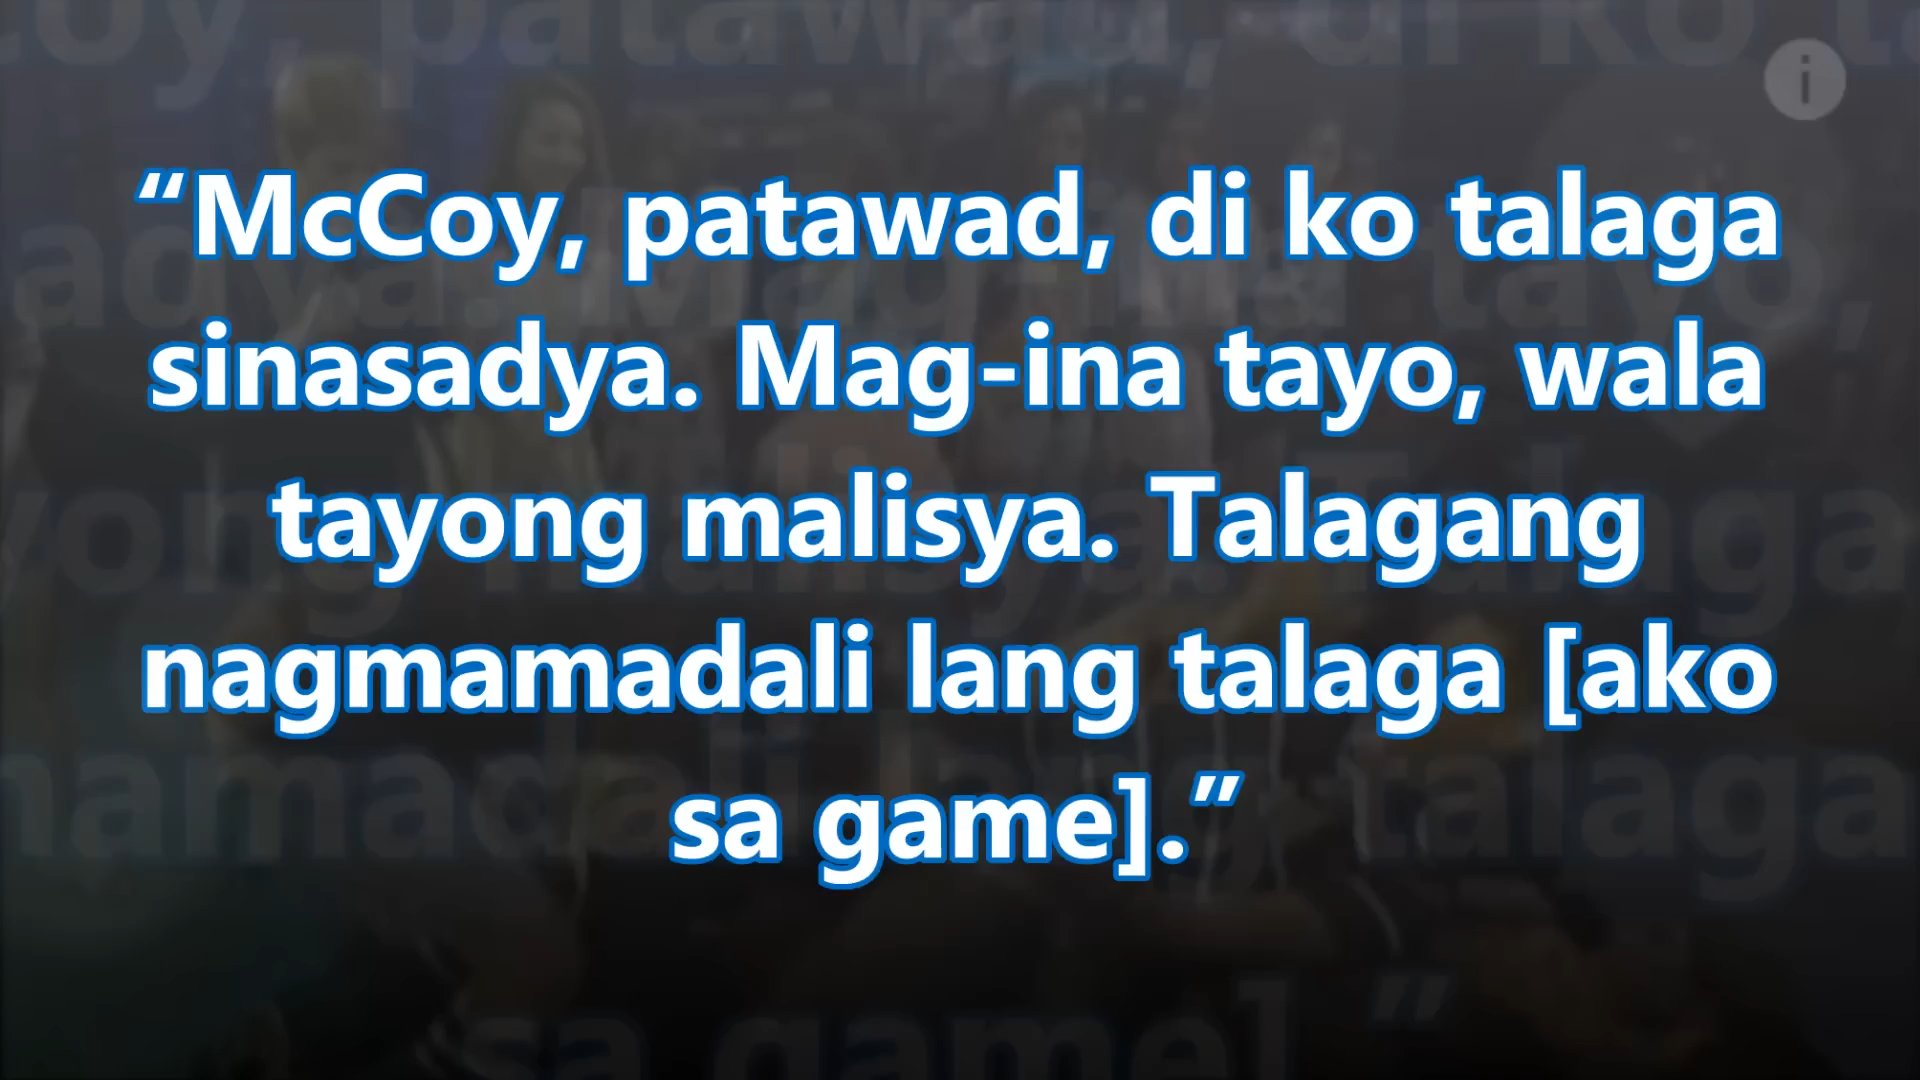 “McCoy, patawad, di ko talaga
sinasadya. Mag-ina tayo, wala
tayong malisya. Talagang
nagmamadali lang talaga [ako
sa game].”